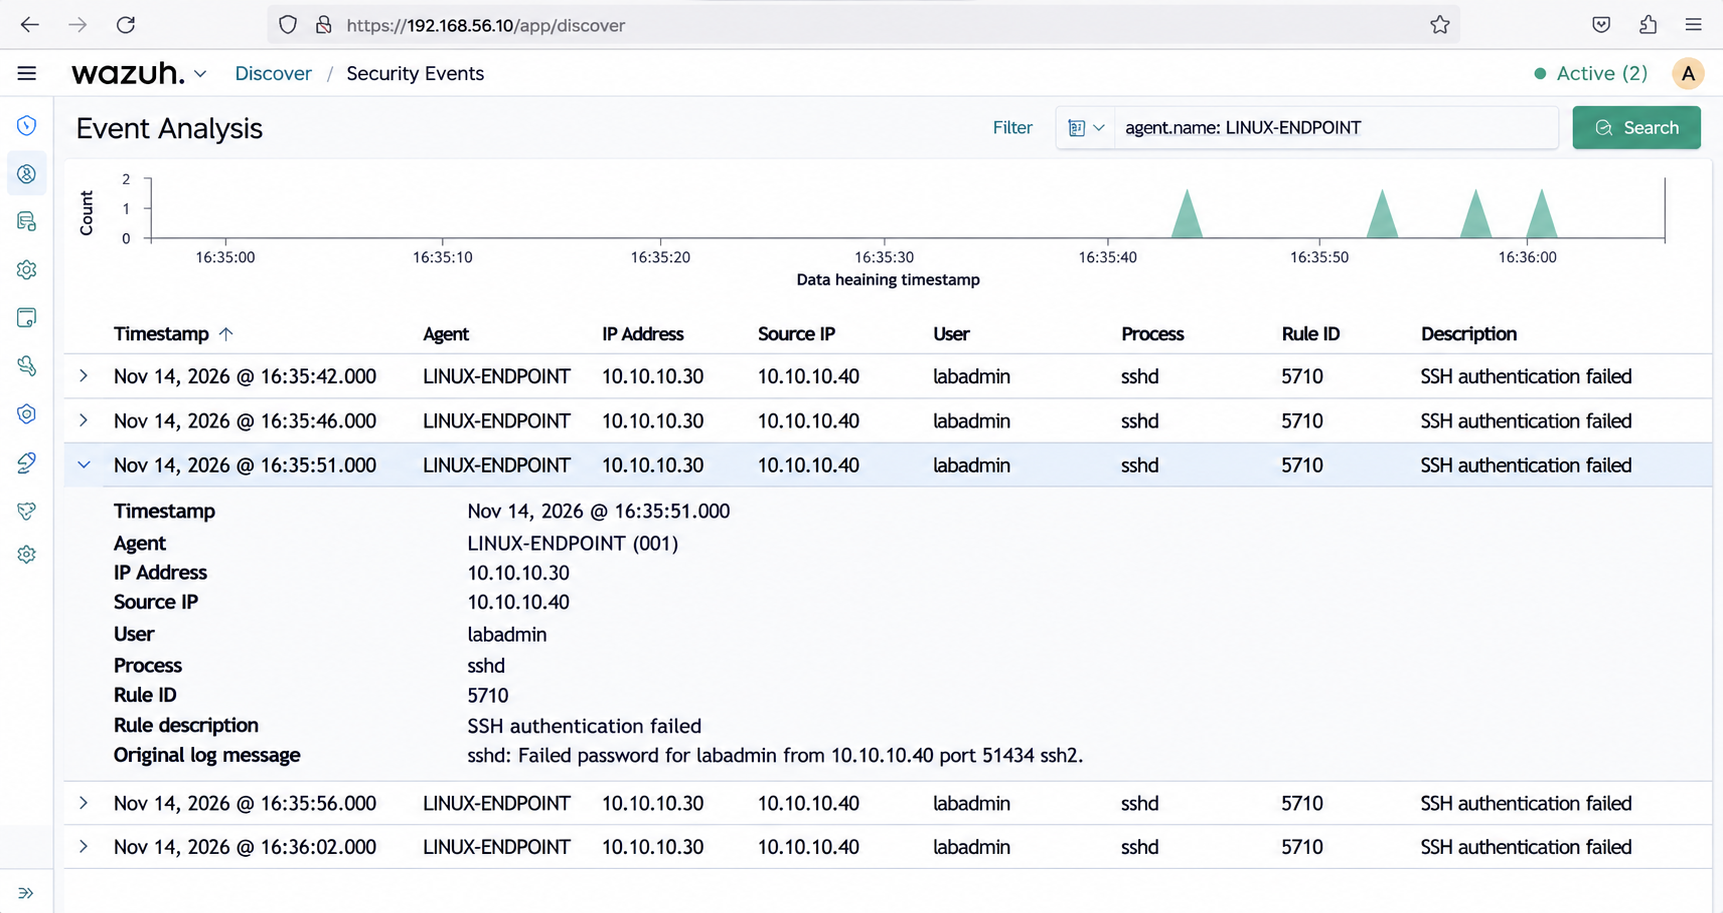 https://192.168.56.10/app/discover
wazuh. Discover / Security Events Active (2) A
Event Analysis Filter agent.name: LINUX-ENDPOINT Search
Count
2
1
0
16:35:00 16:35:10 16:35:20 16:35:30 16:35:40 16:35:50 16:36:00
Data heaining timestamp
Timestamp Agent IP Address Source IP User Process Rule ID Description
Nov 14, 2026 @ 16:35:42.000 LINUX-ENDPOINT 10.10.10.30 10.10.10.40 labadmin sshd 5710 SSH authentication failed
Nov 14, 2026 @ 16:35:46.000 LINUX-ENDPOINT 10.10.10.30 10.10.10.40 labadmin sshd 5710 SSH authentication failed
Nov 14, 2026 @ 16:35:51.000 LINUX-ENDPOINT 10.10.10.30 10.10.10.40 labadmin sshd 5710 SSH authentication failed
Timestamp Nov 14, 2026 @ 16:35:51.000
Agent LINUX-ENDPOINT (001)
IP Address 10.10.10.30
Source IP 10.10.10.40
User labadmin
Process sshd
Rule ID 5710
Rule description SSH authentication failed
Original log message sshd: Failed password for labadmin from 10.10.10.40 port 51434 ssh2.
Nov 14, 2026 @ 16:35:56.000 LINUX-ENDPOINT 10.10.10.30 10.10.10.40 labadmin sshd 5710 SSH authentication failed
Nov 14, 2026 @ 16:36:02.000 LINUX-ENDPOINT 10.10.10.30 10.10.10.40 labadmin sshd 5710 SSH authentication failed